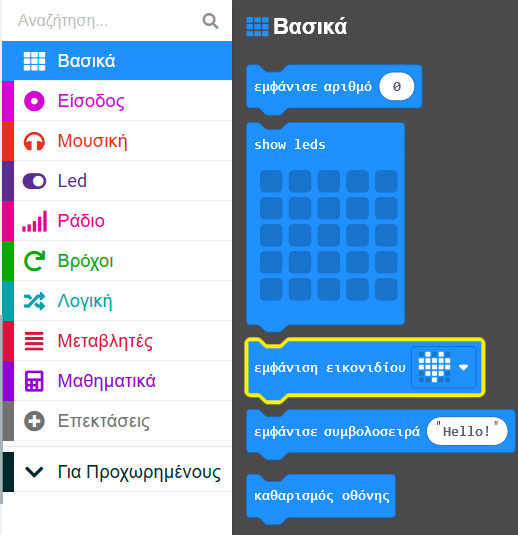 Αναζήτηση...
Βασικά
Είσοδος
Μουσική
Led
Ράδιο
Βρόχοι
Λογική
Μεταβλητές
Μαθηματικά
Επεκτάσεις
Για Προχωρημένους
Βασικά
εμφάνισε αριθμό 0
show leds
εμφάνιση εικονιδίου
εμφάνισε συμβολοσειρά "Hello!"
καθαρισμός οθόνης